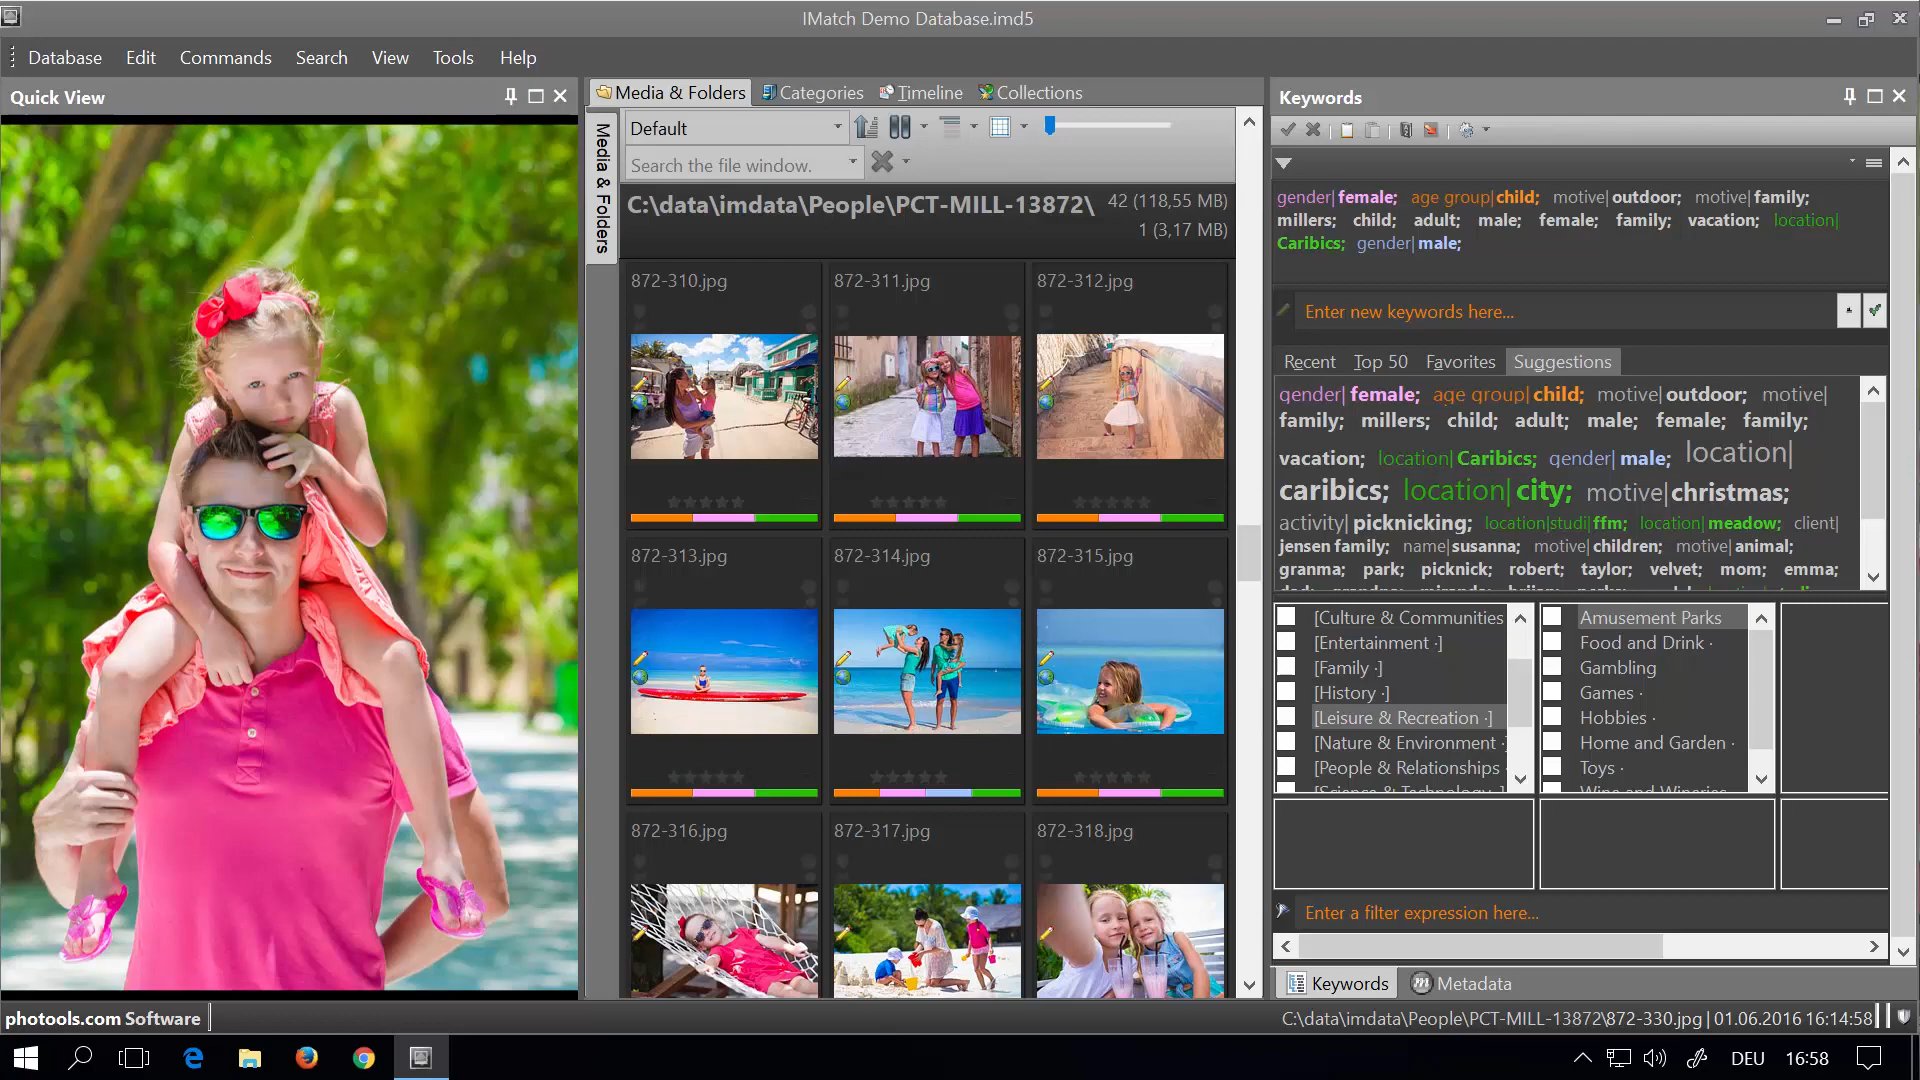 IMatch Demo Database.imd5
Database Edit Commands Search View Tools Help
Quick View
Media & Folders Categories Timeline Collections
Media & Folders
Default
Search the file window.
C:\data\imdata\People\PCT-MILL-13872\ 42 (118,55 MB)
1 (3,17 MB)
872-310.jpg 872-311.jpg 872-312.jpg
872-313.jpg 872-314.jpg 872-315.jpg
872-316.jpg 872-317.jpg 872-318.jpg
Keywords
gender| female; age group| child; motive| outdoor; motive| family;
millers; child; adult; male; female; family; vacation; location|
Caribics; gender| male;
Enter new keywords here...
Recent Top 50 Favorites Suggestions
gender| female; age group| child; motive| outdoor; motive|
family; millers; child; adult; male; female; family;
vacation; location| Caribics; gender| male; location|
caribics; location| city; motive| christmas;
activity| picknicking; location|studi| ffm; location| meadow; client|
jensen family; name| susanna; motive| children; motive| animal;
granma; park; picknick; robert; taylor; velvet; mom; emma;
[Culture & Communities
[Entertainment ·]
[Family ·]
[History ·]
[Leisure & Recreation ·]
[Nature & Environment ·]
[People & Relationships ·
[Science & Technology ·]
Amusement Parks
Food and Drink ·
Gambling
Games ·
Hobbies ·
Home and Garden ·
Toys ·
Wine and Wineries
Enter a filter expression here...
Keywords Metadata
photools.com Software
C:\data\imdata\People\PCT-MILL-13872\872-330.jpg | 01.06.2016 16:14:58
DEU 16:58